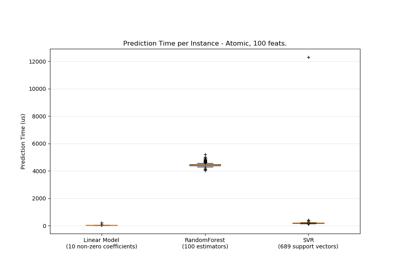 Prediction Time per Instance - Atomic, 100 feats.
12000
10000
8000
6000
4000
2000
0
Prediction Time (us)
Linear Model
(10 non-zero coefficients)
RandomForest
(100 estimators)
SVR
(689 support vectors)